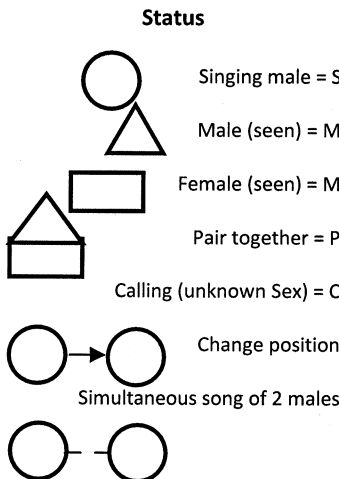 Status
Singing male = S
Male (seen) = M
Female (seen) = M
Pair together = P
Calling (unknown Sex) = C
Change position
Simultaneous song of 2 males